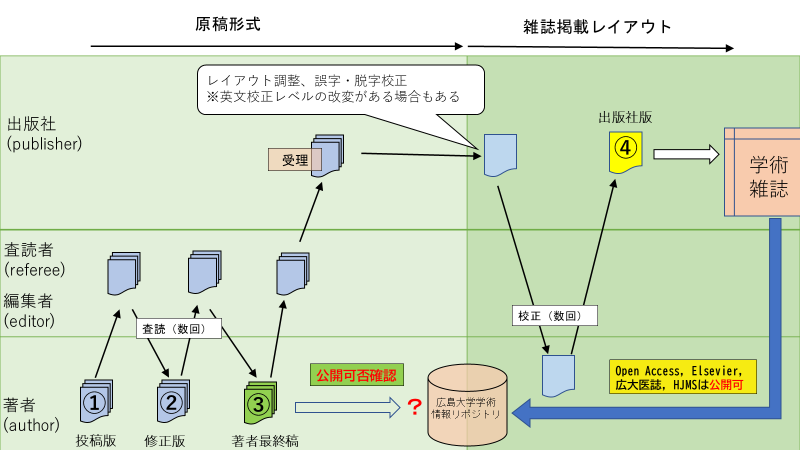 原稿形式
雑誌掲載レイアウト
レイアウト調整、誤字・脱字校正
※英文校正レベルの改変がある場合もある
出版社
(publisher)
出版社版
④
受理
学術
雑誌
査読者
(referee)
編集者
(editor)
査読（数回）
校正（数回）
公開可否確認
Open Access, Elsevier,
広大医誌, HJMSは公開可
著者
(author)
①
②
③
?
広島大学学術
情報リポジトリ
投稿版
修正版
著者最終稿